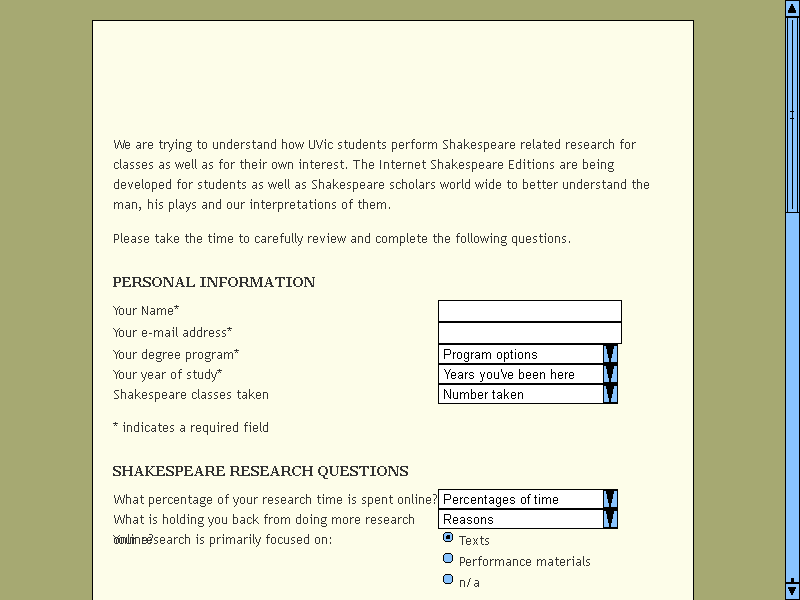 We are trying to understand how UVic students perform Shakespeare related research for
classes as well as for their own interest. The Internet Shakespeare Editions are being
developed for students as well as Shakespeare scholars world wide to better understand the
man, his plays and our interpretations of them.
Please take the time to carefully review and complete the following questions.
PERSONAL INFORMATION
Your Name*
Your e-mail address*
Your degree program* Program options
Your year of study* Years you've been here
Shakespeare classes taken Number taken
* indicates a required field
SHAKESPEARE RESEARCH QUESTIONS
What percentage of your research time is spent online? Percentages of time
What is holding you back from doing more research Reasons
online?
Your research is primarily focused on: Texts
Performance materials
n/a